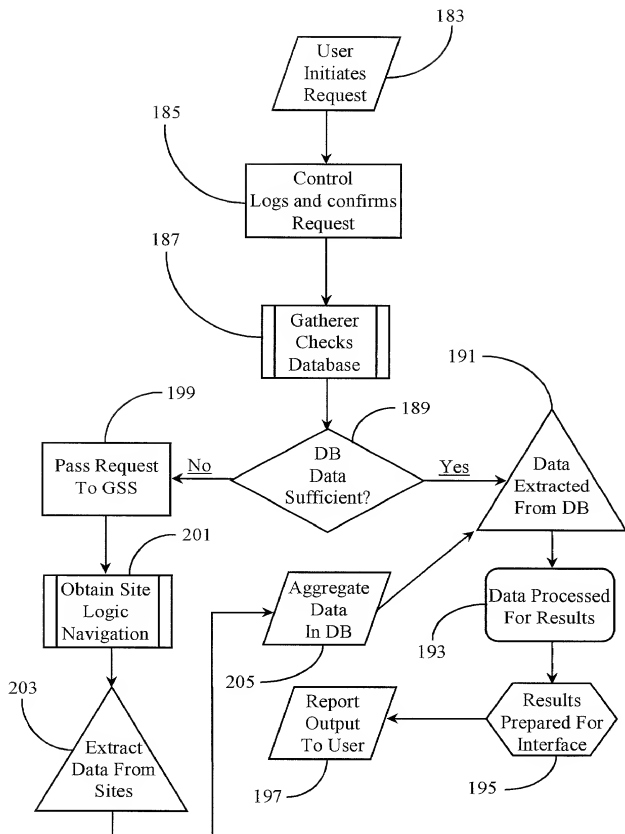 183
User
Initiates
Request
185
Control
Logs and confirms
Request
187
Gatherer
Checks
Database
191
199
189
Pass Request
To GSS
No
DB
Data
Sufficient?
Yes
Data
Extracted
From DB
201
Obtain Site
Logic
Navigation
Aggregate
Data
In DB
205
Data Processed
For Results
193
203
Extract
Data From
Sites
Report
Output
To User
197
Results
Prepared For
Interface
195